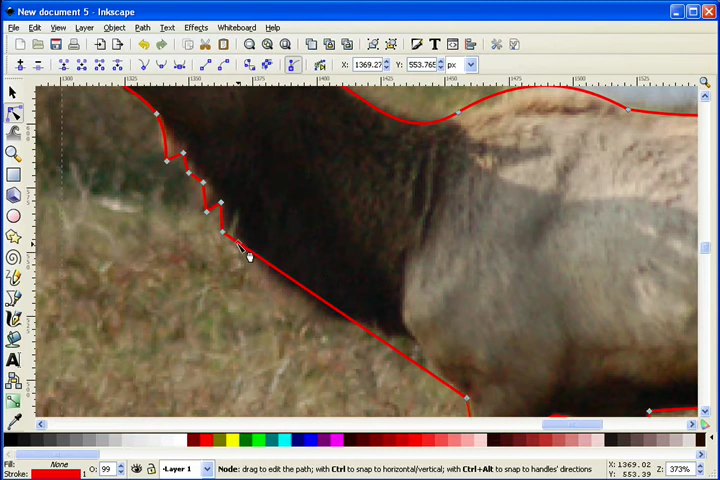 New document 5 - Inkscape
File Edit View Layer Object Path Text Effects Whiteboard Help
X: 1369.27 Y: 553.765 px
1300 1325 1350 1375 1400 1425 1450 1475 1500 1525
Fill: None O: 99 Layer 1 Node: drag to edit the path; with Ctrl to snap to horizontal/vertical; with Ctrl+Alt to snap to handles' directions X: 1369.02 Z: 373%
Stroke: 1 Y: 553.39